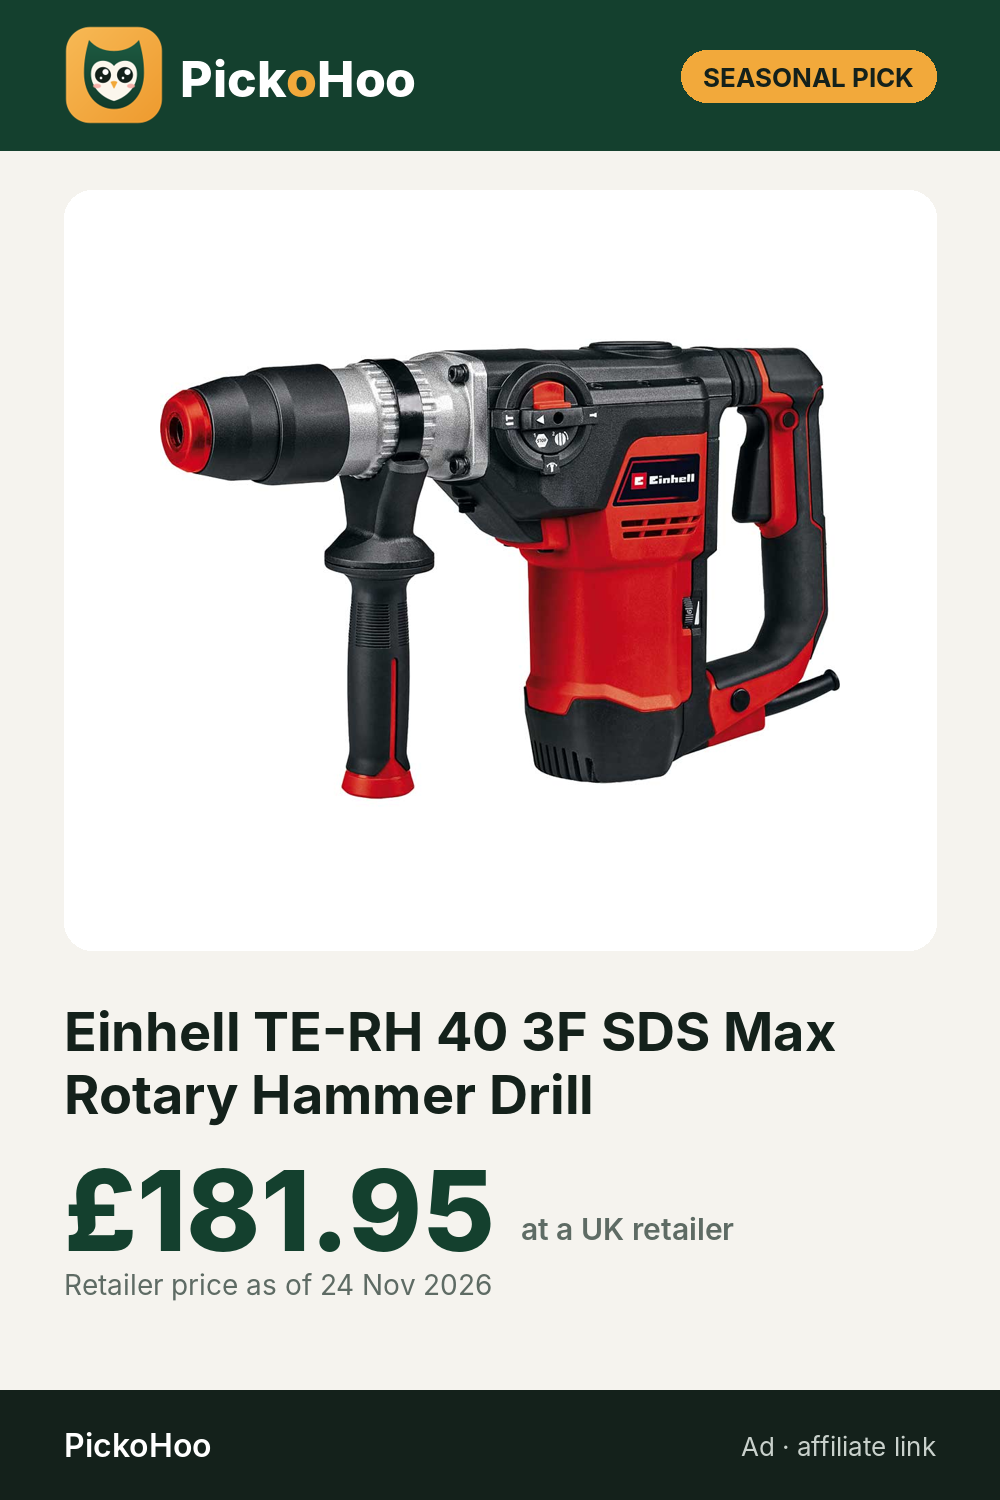 PickoHoo
SEASONAL PICK
Einhell
Einhell TE-RH 40 3F SDS Max
Rotary Hammer Drill
£181.95 at a UK retailer
Retailer price as of 24 Nov 2026
PickoHoo
Ad · affiliate link